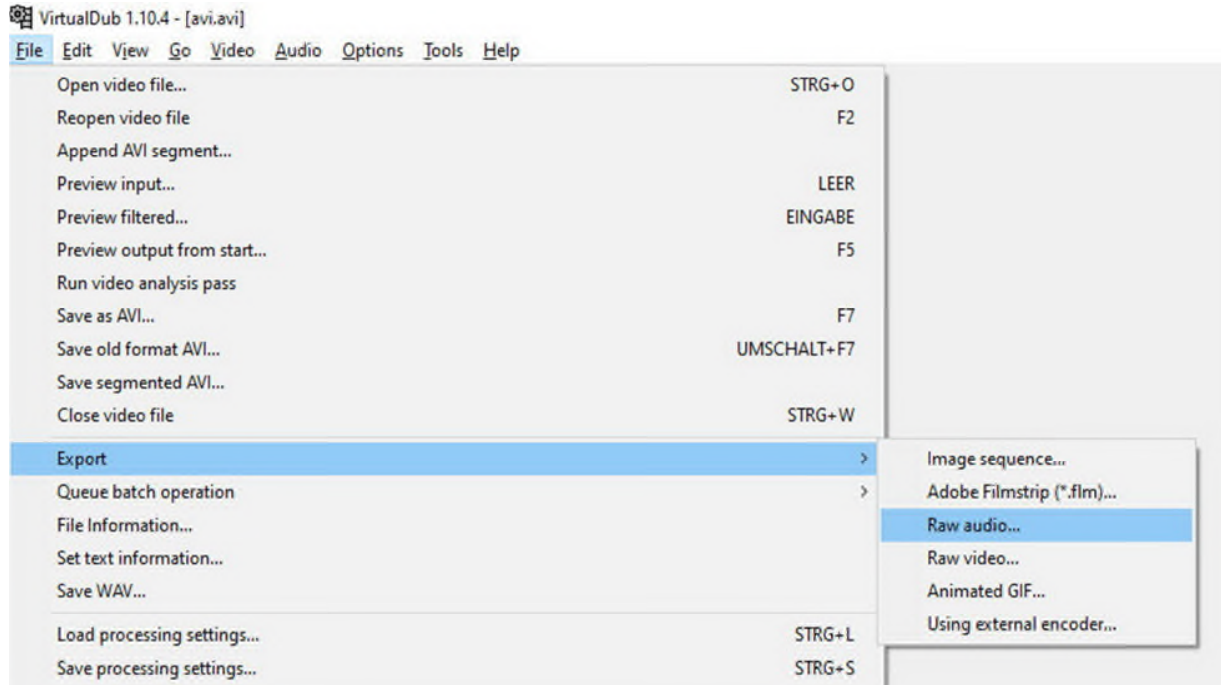 VirtualDub 1.10.4 - [avi.avi]
File Edit View Go Video Audio Options Tools Help
Open video file... STRG+O
Reopen video file F2
Append AVI segment...
Preview input... LEER
Preview filtered... EINGABE
Preview output from start... F5
Run video analysis pass
Save as AVI... F7
Save old format AVI... UMSCHALT+F7
Save segmented AVI...
Close video file STRG+W
Export > Image sequence...
Queue batch operation > Adobe Filmstrip (*.flm)...
File Information... Raw audio...
Set text information... Raw video...
Save WAV... Animated GIF...
Using external encoder...
Load processing settings... STRG+L
Save processing settings... STRG+S